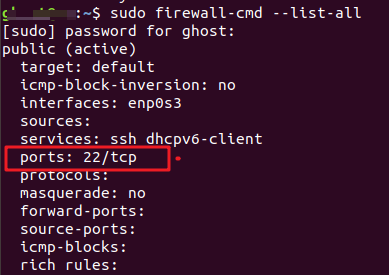 :~$ sudo firewall-cmd --list-all
[sudo] password for ghost:
public (active)
target: default
icmp-block-inversion: no
interfaces: enp0s3
sources:
services: ssh dhcpv6-client
ports: 22/tcp
protocols:
masquerade: no
forward-ports:
source-ports:
icmp-blocks:
rich rules: